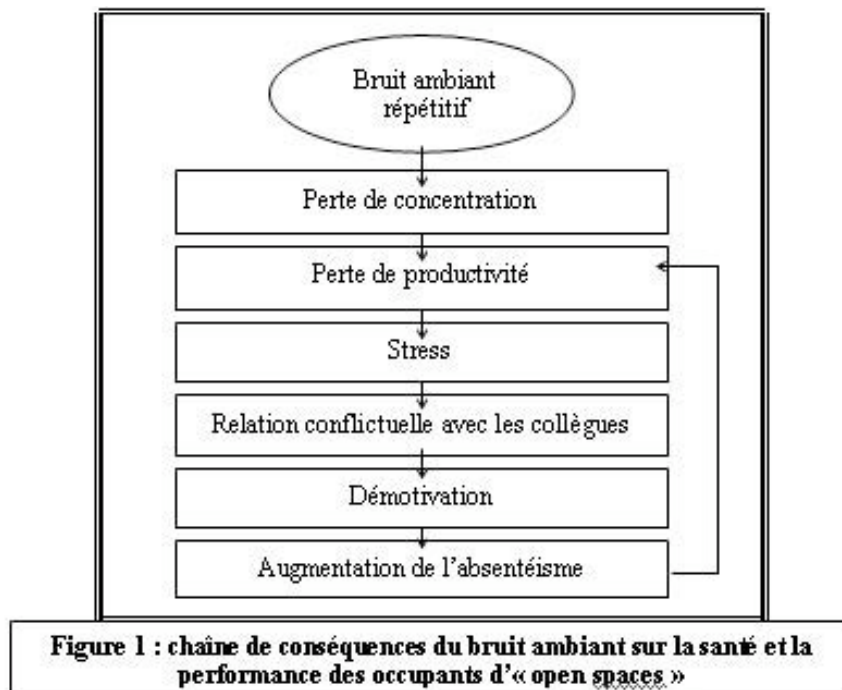 Bruit ambiant
répétitif
Perte de concentration
Perte de productivité
Stress
Relation conflictuelle avec les collègues
Démotivation
Augmentation de l'absentéisme
Figure 1 : chaîne de conséquences du bruit ambiant sur la santé et la
performance des occupants d'« open spaces »